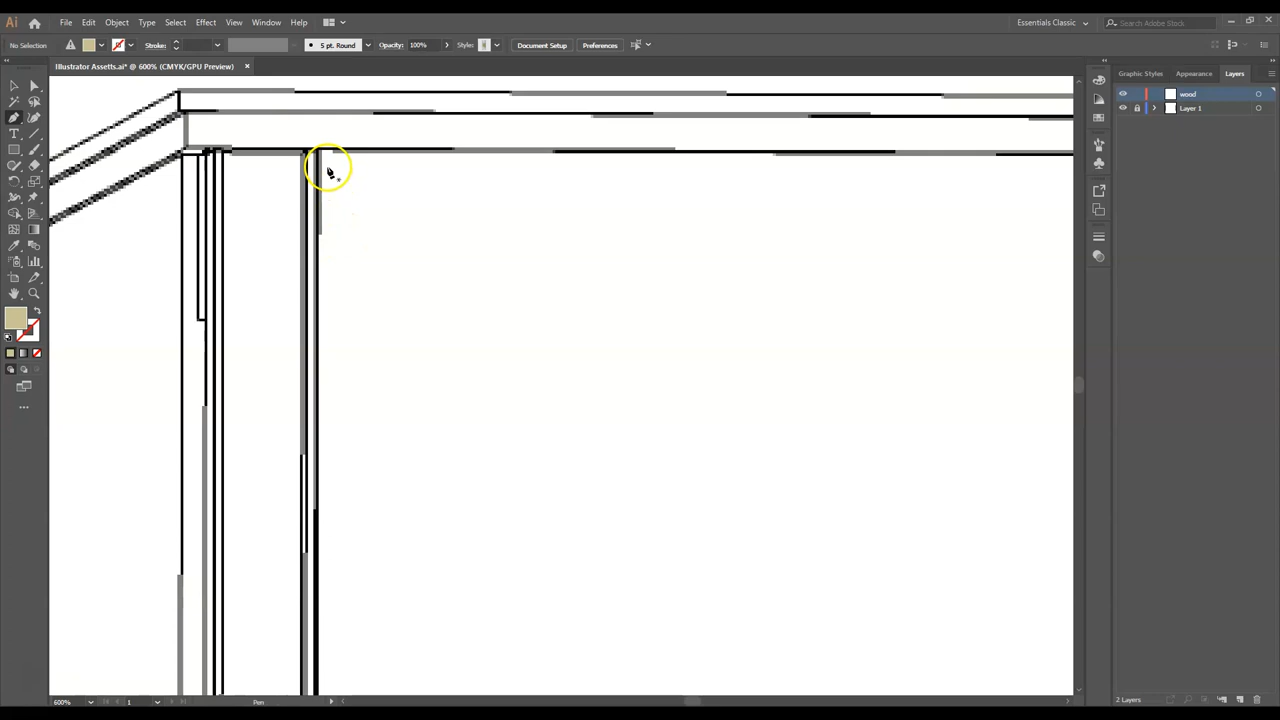 Ai File Edit Object Type Select Effect View Window Help Essentials Classic Search Adobe Stock
No Selection Stroke: 5 pt. Round Opacity: 100% Style: Document Setup Preferences
Illustrator Assetts.ai* @ 600% (CMYK/GPU Preview) ×
Graphic Styles Appearance Layers
wood
Layer 1
600% 1 Pen 2 Layers